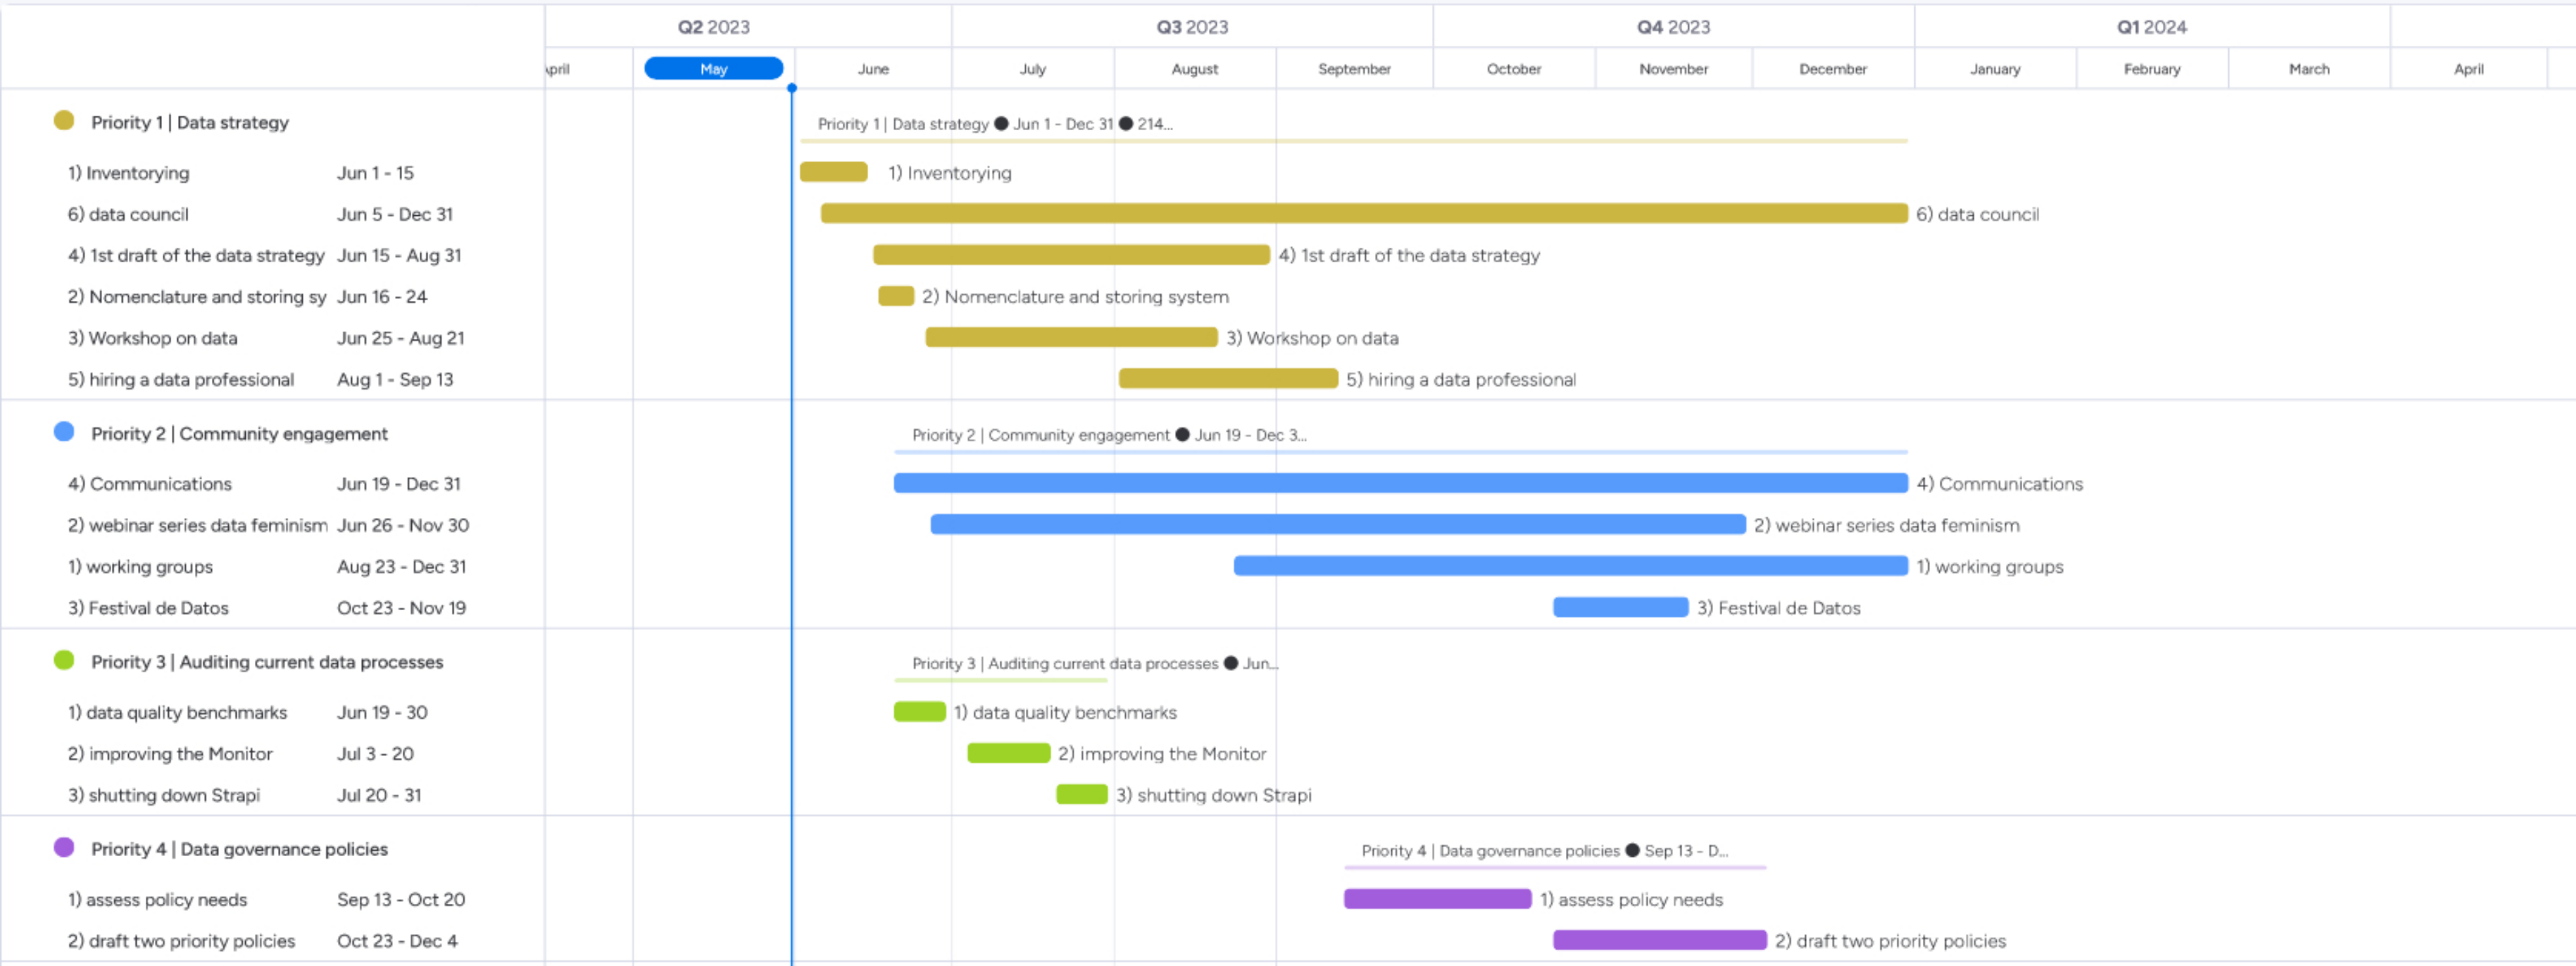 Q2 2023 Q3 2023 Q4 2023 Q1 2024
April May June July August September October November December January February March April
Priority 1 | Data strategy Priority 1 | Data strategy ● Jun 1 - Dec 31 ● 214...
1) Inventorying Jun 1 - 15 1) Inventorying
6) data council Jun 5 - Dec 31 6) data council
4) 1st draft of the data strategy Jun 15 - Aug 31 4) 1st draft of the data strategy
2) Nomenclature and storing sy Jun 16 - 24 2) Nomenclature and storing system
3) Workshop on data Jun 25 - Aug 21 3) Workshop on data
5) hiring a data professional Aug 1 - Sep 13 5) hiring a data professional
Priority 2 | Community engagement Priority 2 | Community engagement ● Jun 19 - Dec 3...
4) Communications Jun 19 - Dec 31 4) Communications
2) webinar series data feminism Jun 26 - Nov 30 2) webinar series data feminism
1) working groups Aug 23 - Dec 31 1) working groups
3) Festival de Datos Oct 23 - Nov 19 3) Festival de Datos
Priority 3 | Auditing current data processes Priority 3 | Auditing current data processes ● Jun...
1) data quality benchmarks Jun 19 - 30 1) data quality benchmarks
2) improving the Monitor Jul 3 - 20 2) improving the Monitor
3) shutting down Strapi Jul 20 - 31 3) shutting down Strapi
Priority 4 | Data governance policies Priority 4 | Data governance policies ● Sep 13 - D...
1) assess policy needs Sep 13 - Oct 20 1) assess policy needs
2) draft two priority policies Oct 23 - Dec 4 2) draft two priority policies